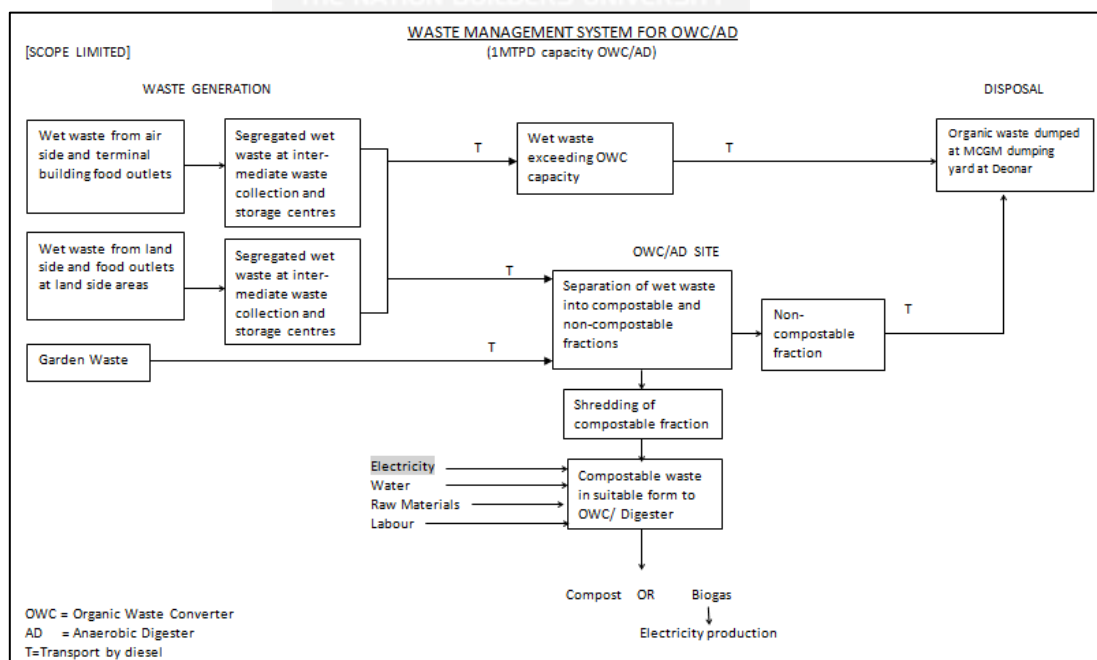 THE NATION BUILDERS UNIVERSITY
WASTE MANAGEMENT SYSTEM FOR OWC/AD
[SCOPE LIMITED]
(1MTPD capacity OWC/AD)
WASTE GENERATION
DISPOSAL
Wet waste from air
side and terminal
building food outlets
Segregated wet
waste at inter-
mediate waste
collection and
storage centres
T
Wet waste
exceeding OWC
capacity
T
Organic waste dumped
at MCGM dumping
yard at Deonar
Wet waste from land
side and food outlets
at land side areas
Segregated wet
waste at inter-
mediate waste
collection and
storage centres
T
OWC/AD SITE
Separation of wet waste
into compostable and
non-compostable
fractions
Non-
compostable
fraction
T
Garden Waste
T
Shredding of
compostable fraction
Electricity
Water
Raw Materials
Labour
Compostable waste
in suitable form to
OWC/ Digester
Compost OR Biogas
Electricity production
OWC = Organic Waste Converter
AD = Anaerobic Digester
T=Transport by diesel